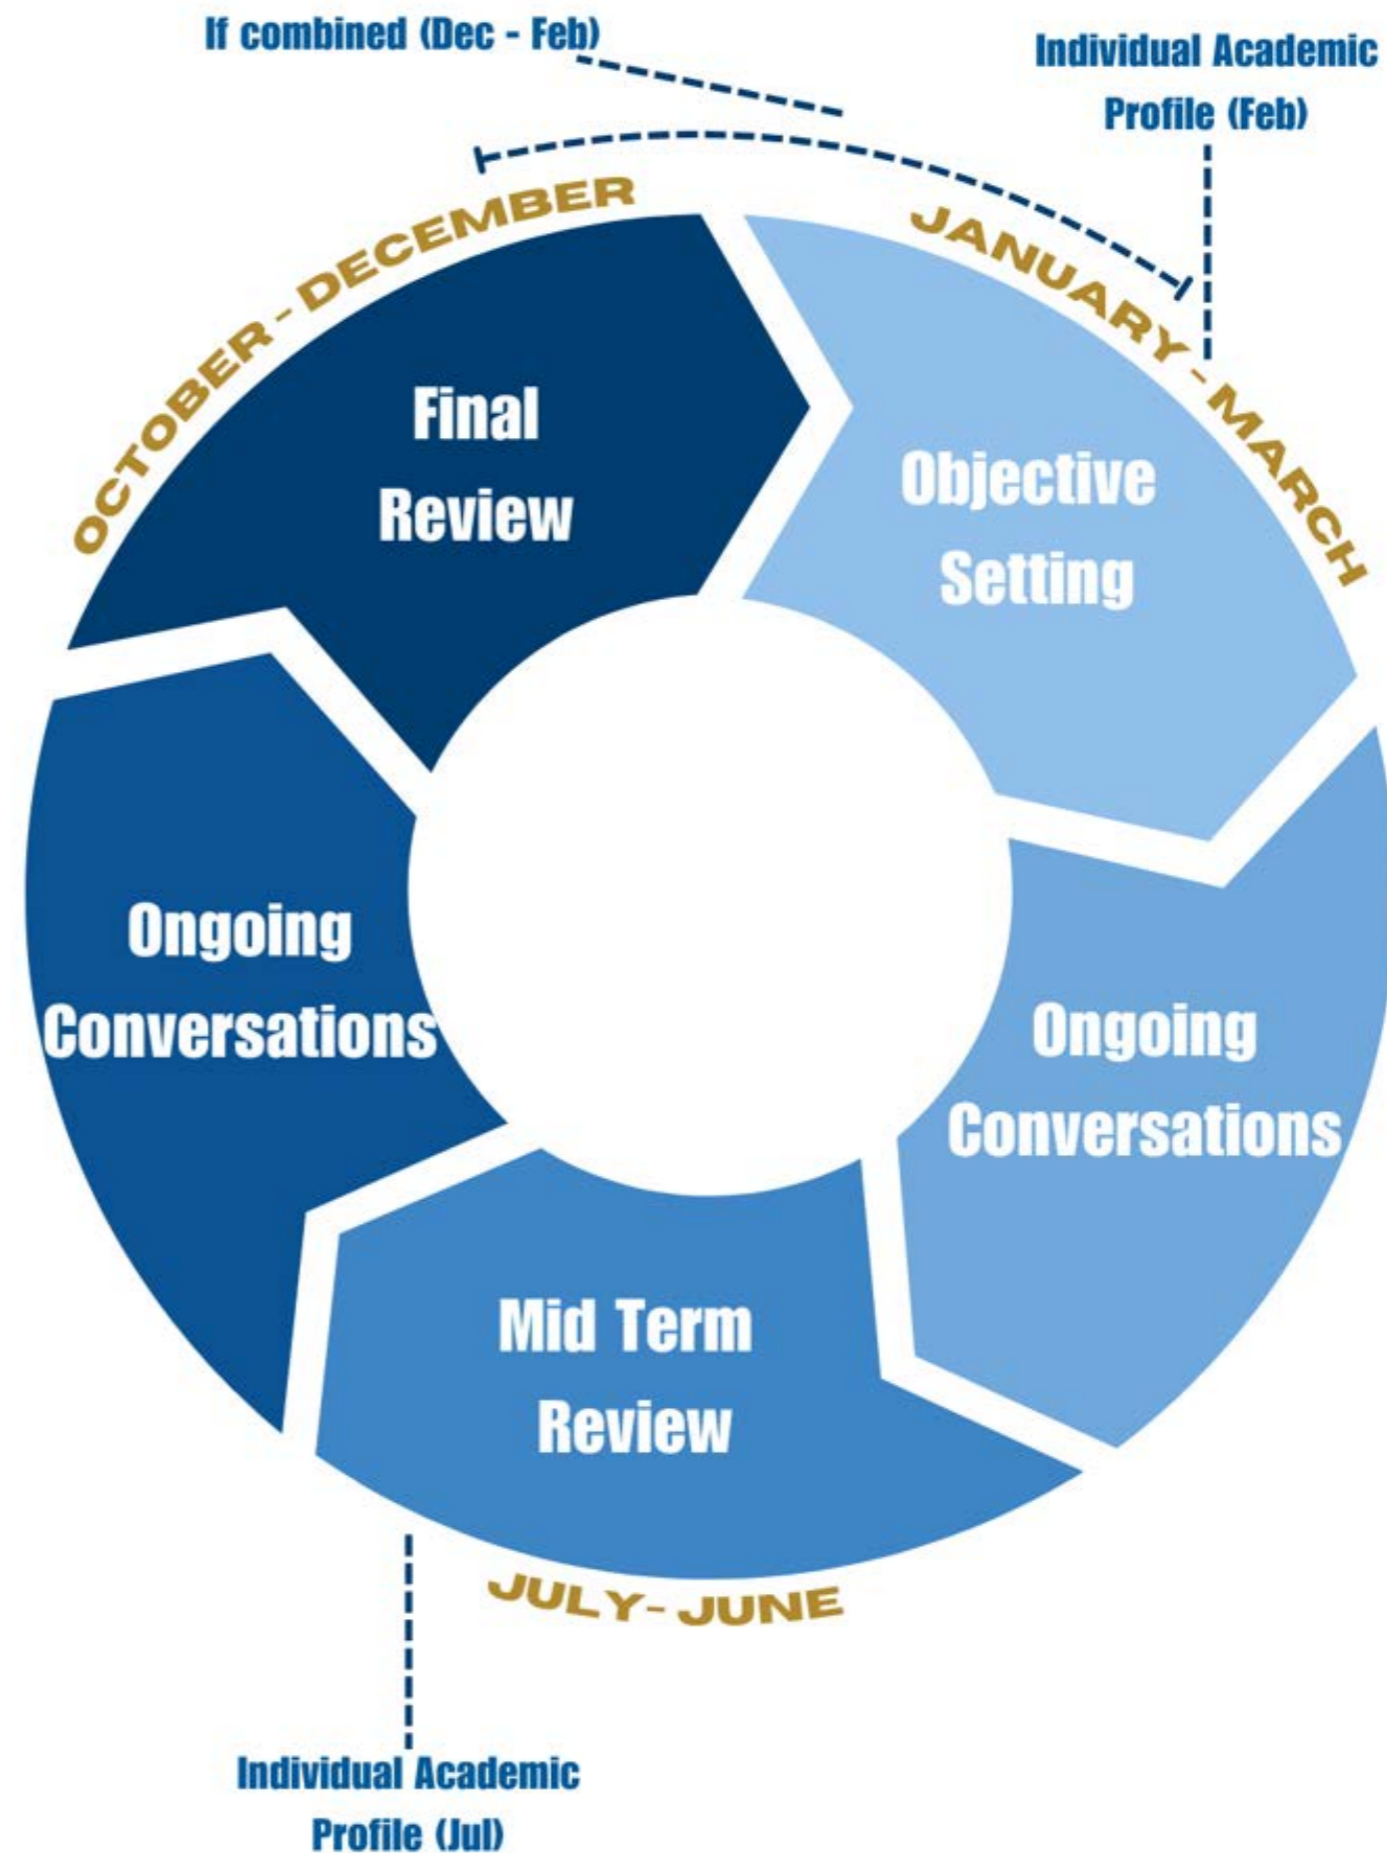 If combined (Dec - Feb)
Individual Academic
Profile (Feb)
OCTOBER - DECEMBER
JANUARY - MARCH
Final
Review
Objective
Setting
Ongoing
Conversations
Ongoing
Conversations
Mid Term
Review
JULY- JUNE
Individual Academic
Profile (Jul)